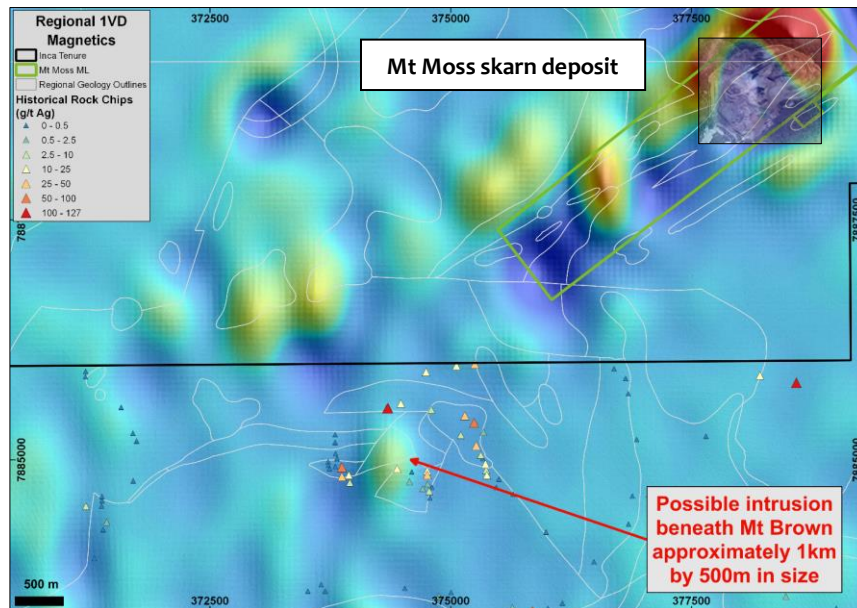 372500
375000
377500
Regional 1VD
Magnetics
Inca Tenure
Mt Moss ML
Regional Geology Outlines
Historical Rock Chips
(g/t Ag)
0 - 0.5
0.5 - 2.5
2.5 - 10
10 - 25
25 - 50
50 - 100
100 - 127
Mt Moss skarn deposit
7887500
7885000
7885000
Possible intrusion
beneath Mt Brown
approximately 1km
by 500m in size
500 m
372500
375000
377500